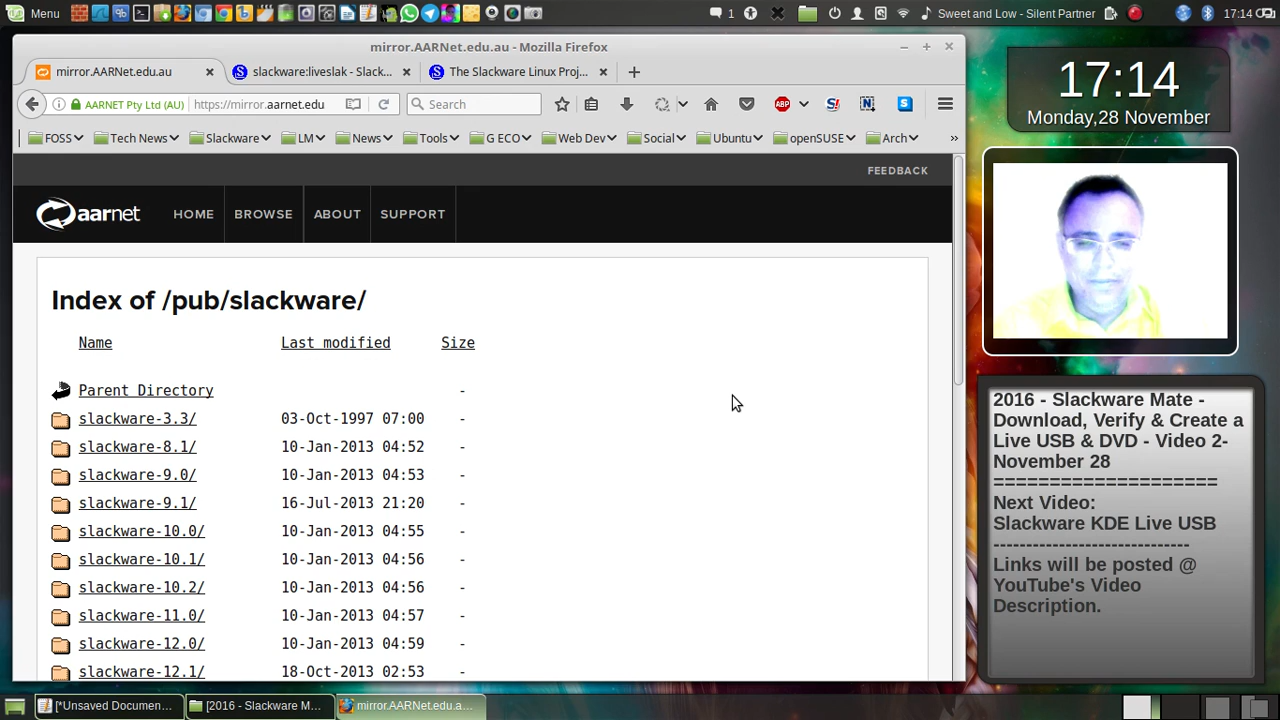 Menu
1
Sweet and Low - Silent Partner
17:14
mirror.AARNet.edu.au - Mozilla Firefox
mirror.AARNet.edu.au
slackware:liveslak - Slack...
The Slackware Linux Proj...
AARNET Pty Ltd (AU)
https://mirror.aarnet.edu
Search
ABP
FOSS
Tech News
Slackware
LM
News
Tools
G ECO
Web Dev
Social
Ubuntu
openSUSE
Arch
»
FEEDBACK
aarnet
HOME
BROWSE
ABOUT
SUPPORT
Index of /pub/slackware/
Name Last modified Size
Parent Directory -
slackware-3.3/ 03-Oct-1997 07:00 -
slackware-8.1/ 10-Jan-2013 04:52 -
slackware-9.0/ 10-Jan-2013 04:53 -
slackware-9.1/ 16-Jul-2013 21:20 -
slackware-10.0/ 10-Jan-2013 04:55 -
slackware-10.1/ 10-Jan-2013 04:56 -
slackware-10.2/ 10-Jan-2013 04:56 -
slackware-11.0/ 10-Jan-2013 04:57 -
slackware-12.0/ 10-Jan-2013 04:59 -
slackware-12.1/ 18-Oct-2013 02:53 -
17:14
Monday,28 November
2016 - Slackware Mate -
Download, Verify & Create a
Live USB & DVD - Video 2-
November 28
=====================
Next Video:
Slackware KDE Live USB
----------------------------
Links will be posted @
YouTube's Video
Description.
[*Unsaved Documen...
[2016 - Slackware M...
mirror.AARNet.edu.a...